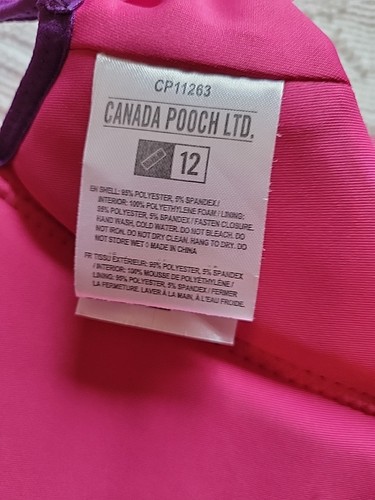 CP11263
CANADA POOCH LTD.
12
EN SHELL: 95% POLYESTER, 5% SPANDEX /
INTERIOR: 100% POLYETHYLENE FOAM / LINING:
95% POLYESTER, 5% SPANDEX / FASTEN CLOSURE.
HAND WASH, COLD WATER. DO NOT BLEACH. DO
NOT IRON. DO NOT DRY CLEAN. HANG TO DRY. DO
NOT STORE WET MADE IN CHINA
FR TISSU EXTÉRIEUR: 95% POLYESTER, 5% SPANDEX
/ INTÉRIEUR: 100% MOUSSE DE POLYÉTHYLÈNE /
LINING: 95% POLYESTER, 5% SPANDEX / FERMER
LA FERMETURE. LAVER À LA MAIN, À L'EAU FROIDE.